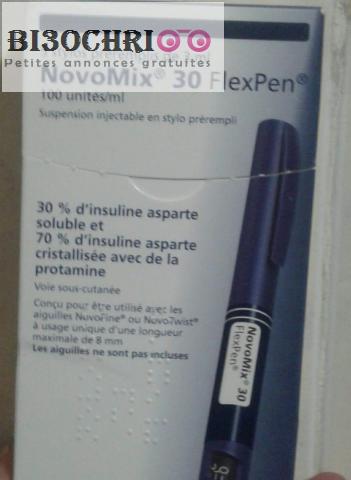 BI3OCHRI
Petites annonces gratuites
NovoMix® 30 FlexPen®
100 unités/ml
Suspension injectable en stylo prérempli
30 % d'insuline asparte
soluble et
70 % d'insuline asparte
cristallisée avec de la
protamine
Voie sous-cutanée
Conçu pour être utilisé avec les
aiguilles NovoFine® ou NovoTwist®
à usage unique d'une longueur
maximale de 8 mm
Les aiguilles ne sont pas incluses
NovoMix® 30
FlexPen®